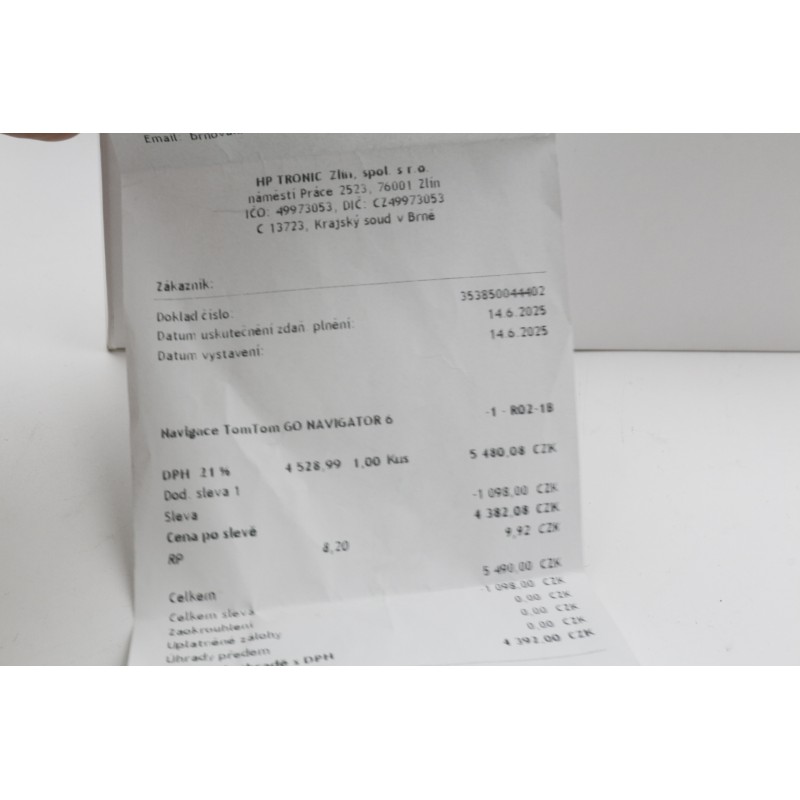 Email:
HP TRONIC Zlín, spol. s r.o.
náměstí Práce 2523, 76001 Zlín
IČO: 49973053, DIČ: CZ49973053
C 13723, Krajský soud v Brně
Zákazník:
Doklad číslo: 353850044402
Datum uskutečnění zdaň. plnění: 14.6.2025
Datum vystavení: 14.6.2025
Navigace TomTom GO NAVIGATOR 6 -1 - R02-1B
DPH 21 % 4 528,99 1,00 Kus 5 480,08 CZK
Dod. sleva 1
Sleva -1 098,00 CZK
Cena po slevě 4 382,08 CZK
RP 8,20 9,92 CZK
Celkem 5 490,00 CZK
Celkem sleva -1 098,00 CZK
Zaokrouhlení 0,00 CZK
Uplatněné zálohy 0,00 CZK
Úhrady předem 0,00 CZK
s DPH 4 392,00 CZK